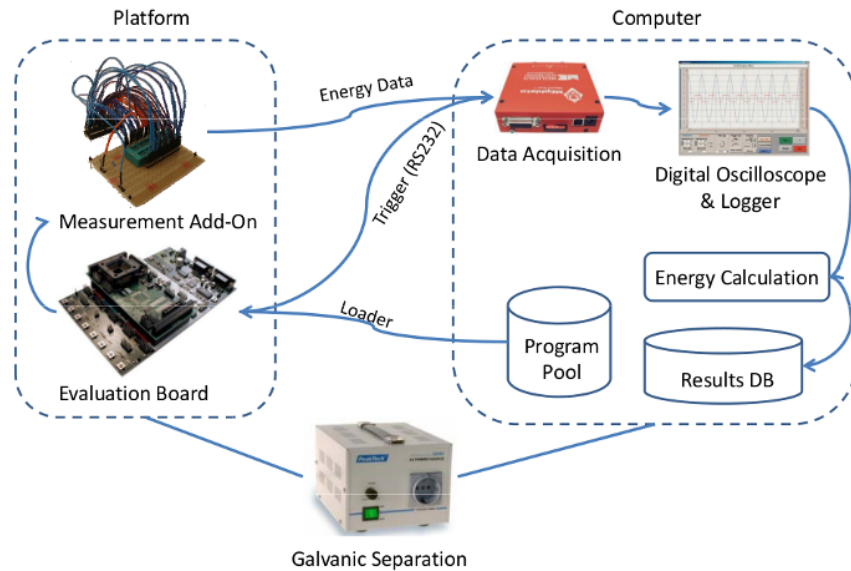 Platform
Computer
Energy Data
Trigger (RS232)
Measurement Add-On
Data Acquisition
Digital Oscilloscope
& Logger
Energy Calculation
Loader
Program
Pool
Evaluation Board
Results DB
PeakTech
Galvanic Separation